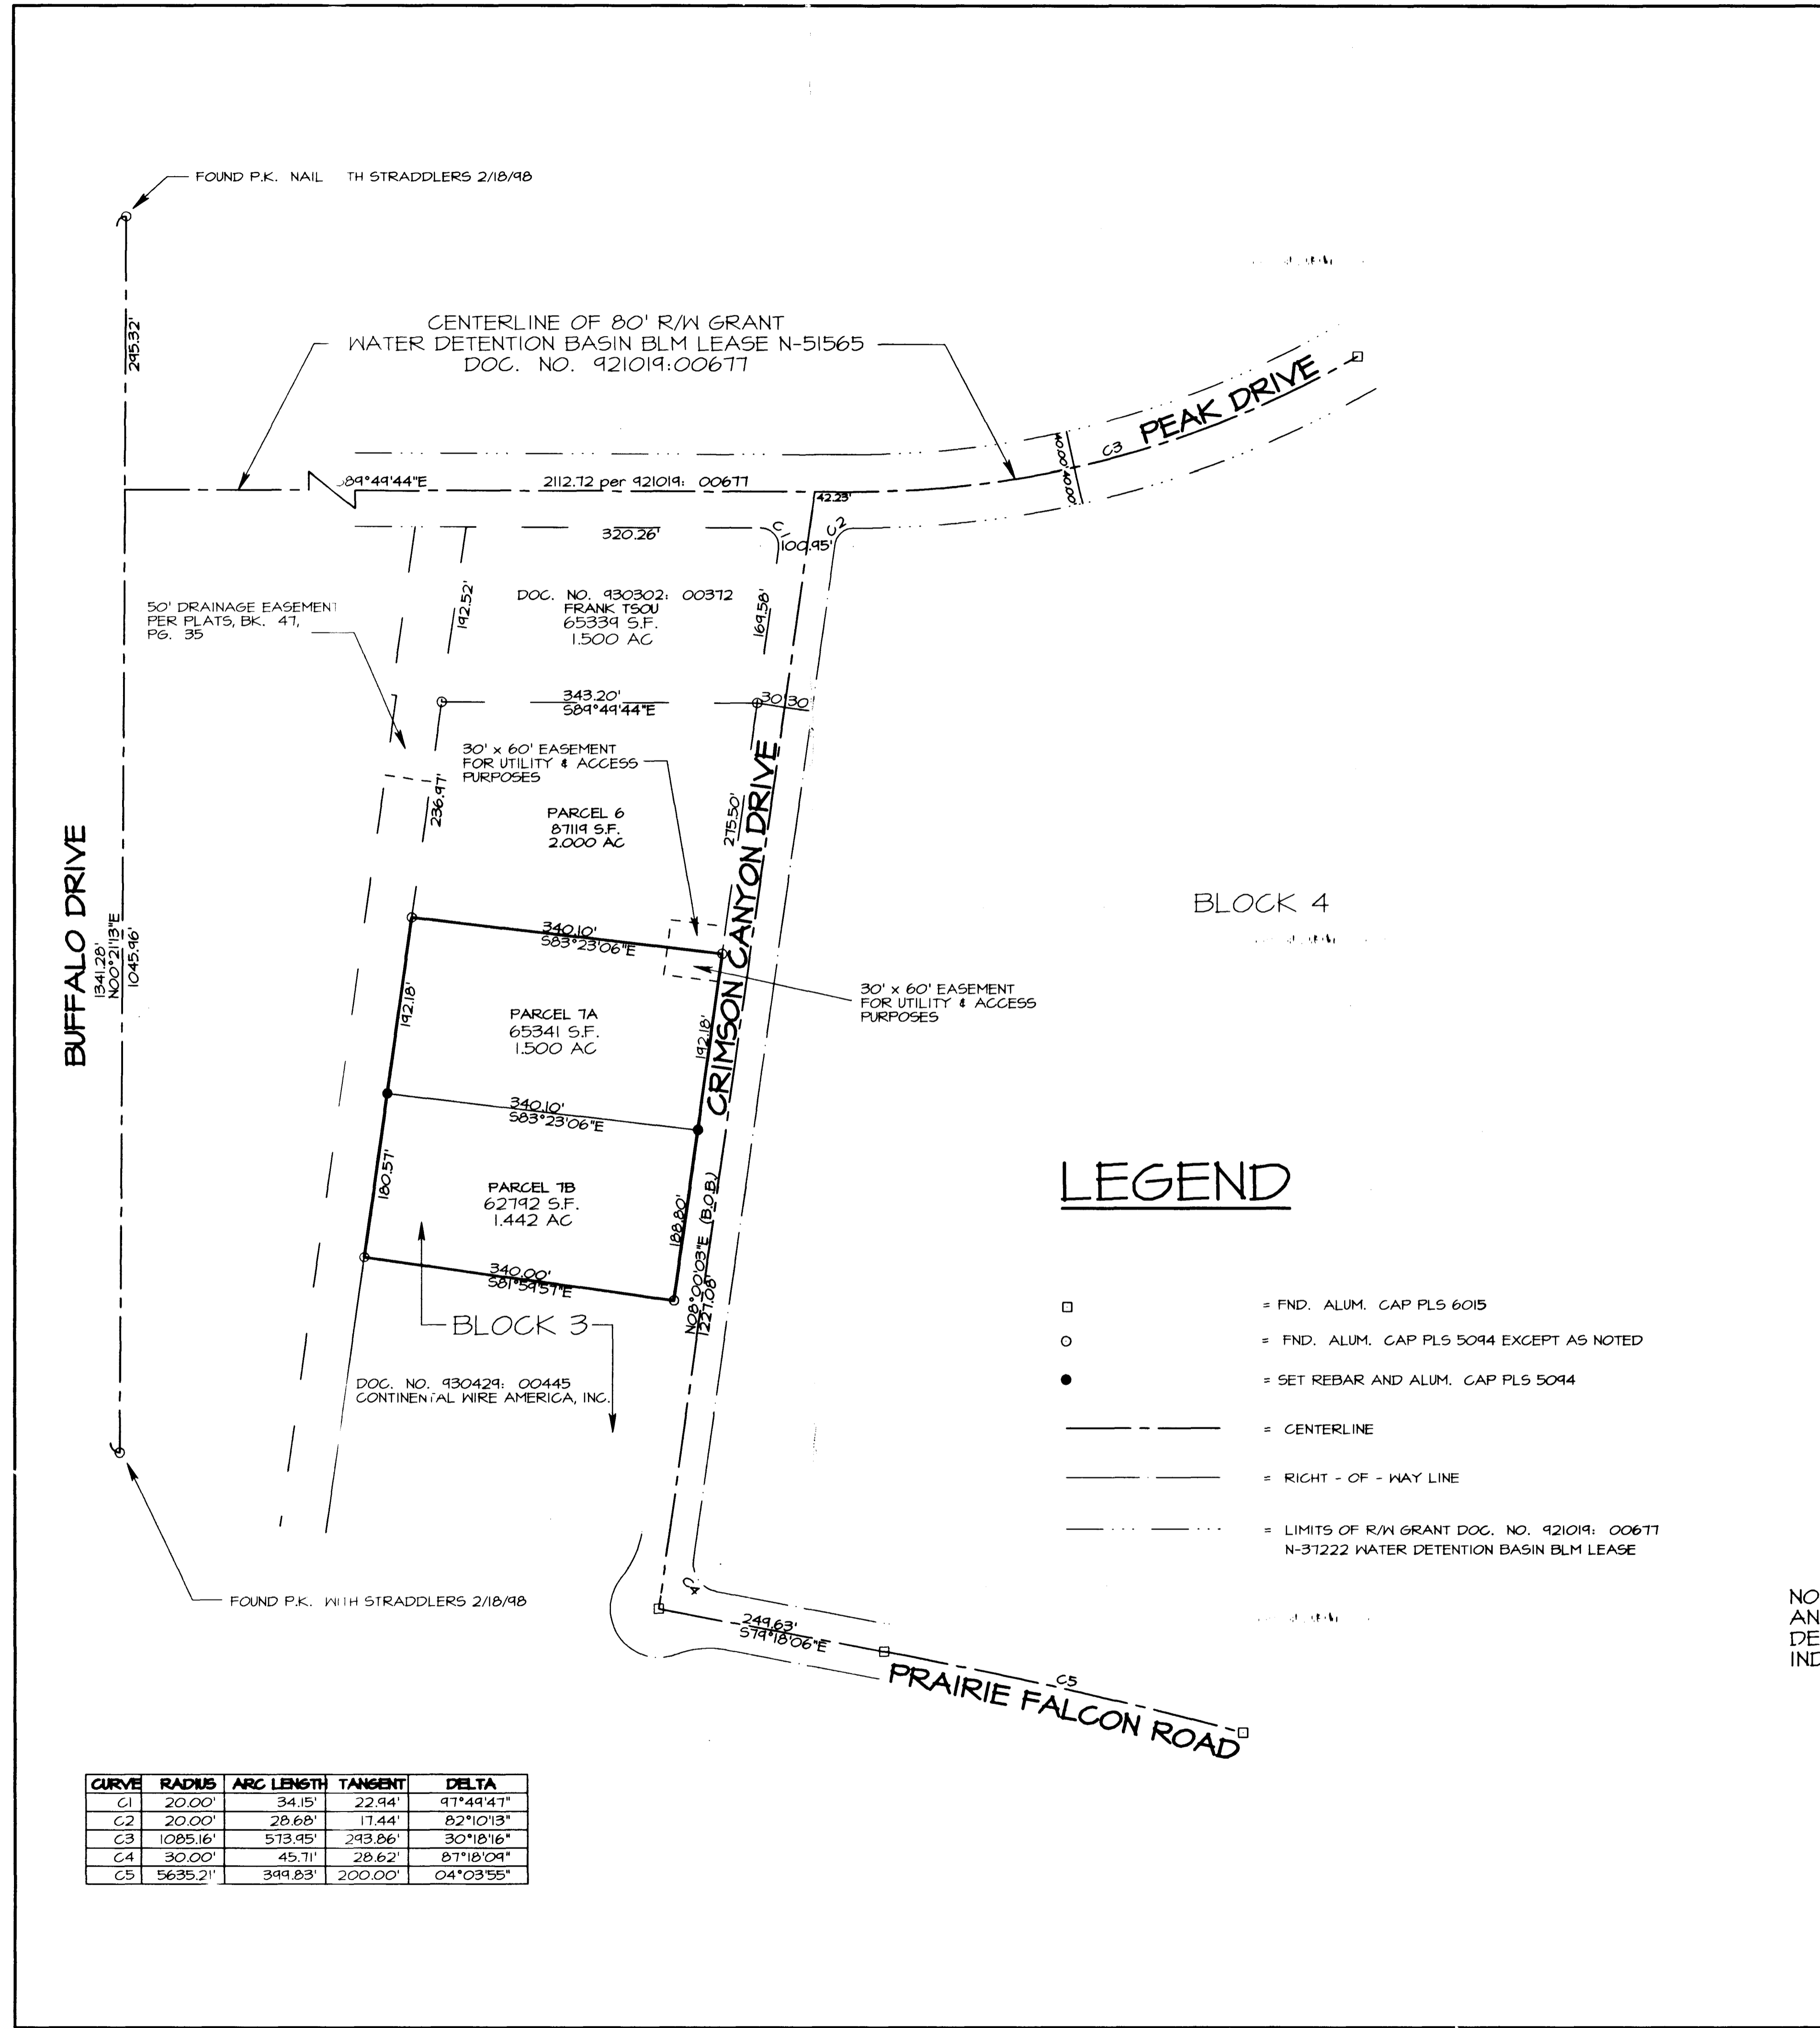 FOUND P.K. NAIL TH STRADDLERS 2/18/98
295.32'
CENTERLINE OF 80' R/W GRANT
WATER DETENTION BASIN BLM LEASE N-51565
DOC. NO. 921019:00677
PEAK DRIVE
C3
40.00'
40.00
89°49'44"E
2112.72 per 921019: 00677
42.23'
320.26'
C1
C2
100.95'
50' DRAINAGE EASEMENT
PER PLATS, BK. 47,
PG. 35
192.52'
DOC. NO. 930302: 00372
FRANK TSOU
65339 S.F.
1.500 AC
169.58'
343.20'
S89°49'44"E
30'
30
30' x 60' EASEMENT
FOR UTILITY & ACCESS
PURPOSES
236.97'
PARCEL 6
87119 S.F.
2.000 AC
275.50'
CRIMSON CANYON DRIVE
BUFFALO DRIVE
1341.28'
N00°21'13"E
1045.96'
BLOCK 4
340.10'
S83°23'06"E
30' x 60' EASEMENT
FOR UTILITY & ACCESS
PURPOSES
192.18'
PARCEL 7A
65341 S.F.
1.500 AC
192.18'
340.10'
S83°23'06"E
180.57'
PARCEL 7B
62792 S.F.
1.442 AC
188.80'
N08°00'03"E (B.O.B.)
1227.08'
340.00'
S81°59'57"E
BLOCK 3
DOC. NO. 930429: 00445
CONTINENTAL WIRE AMERICA, INC.
LEGEND
= FND. ALUM. CAP PLS 6015
= FND. ALUM. CAP PLS 5094 EXCEPT AS NOTED
= SET REBAR AND ALUM. CAP PLS 5094
= CENTERLINE
= RIGHT - OF - WAY LINE
= LIMITS OF R/W GRANT DOC. NO. 921019: 00677
N-37222 WATER DETENTION BASIN BLM LEASE
FOUND P.K. WITH STRADDLERS 2/18/98
C4
249.63'
S79°18'06"E
C5
PRAIRIE FALCON ROAD
NO
AN
DE
IND
CURVE RADIUS ARC LENGTH TANGENT DELTA
C1 20.00' 34.15' 22.94' 97°49'47"
C2 20.00' 28.68' 17.44' 82°10'13"
C3 1085.16' 573.95' 293.86' 30°18'16"
C4 30.00' 45.71' 28.62' 87°18'09"
C5 5635.21' 399.83' 200.00' 04°03'55"